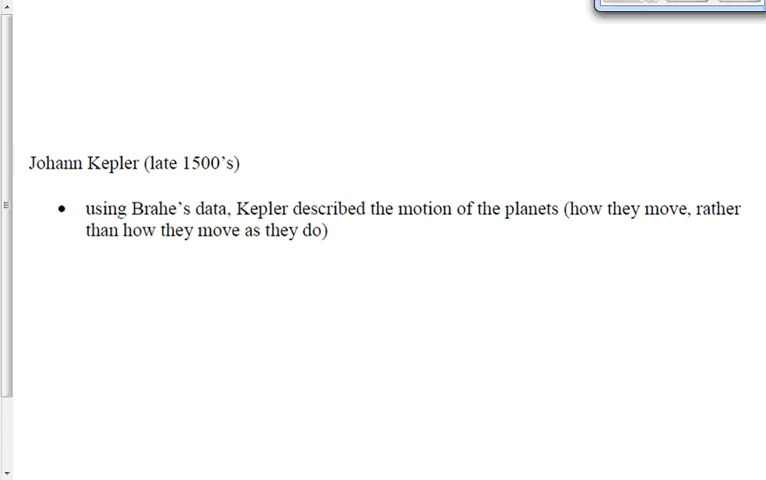 Johann Kepler (late 1500’s)
• using Brahe’s data, Kepler described the motion of the planets (how they move, rather
than how they move as they do)